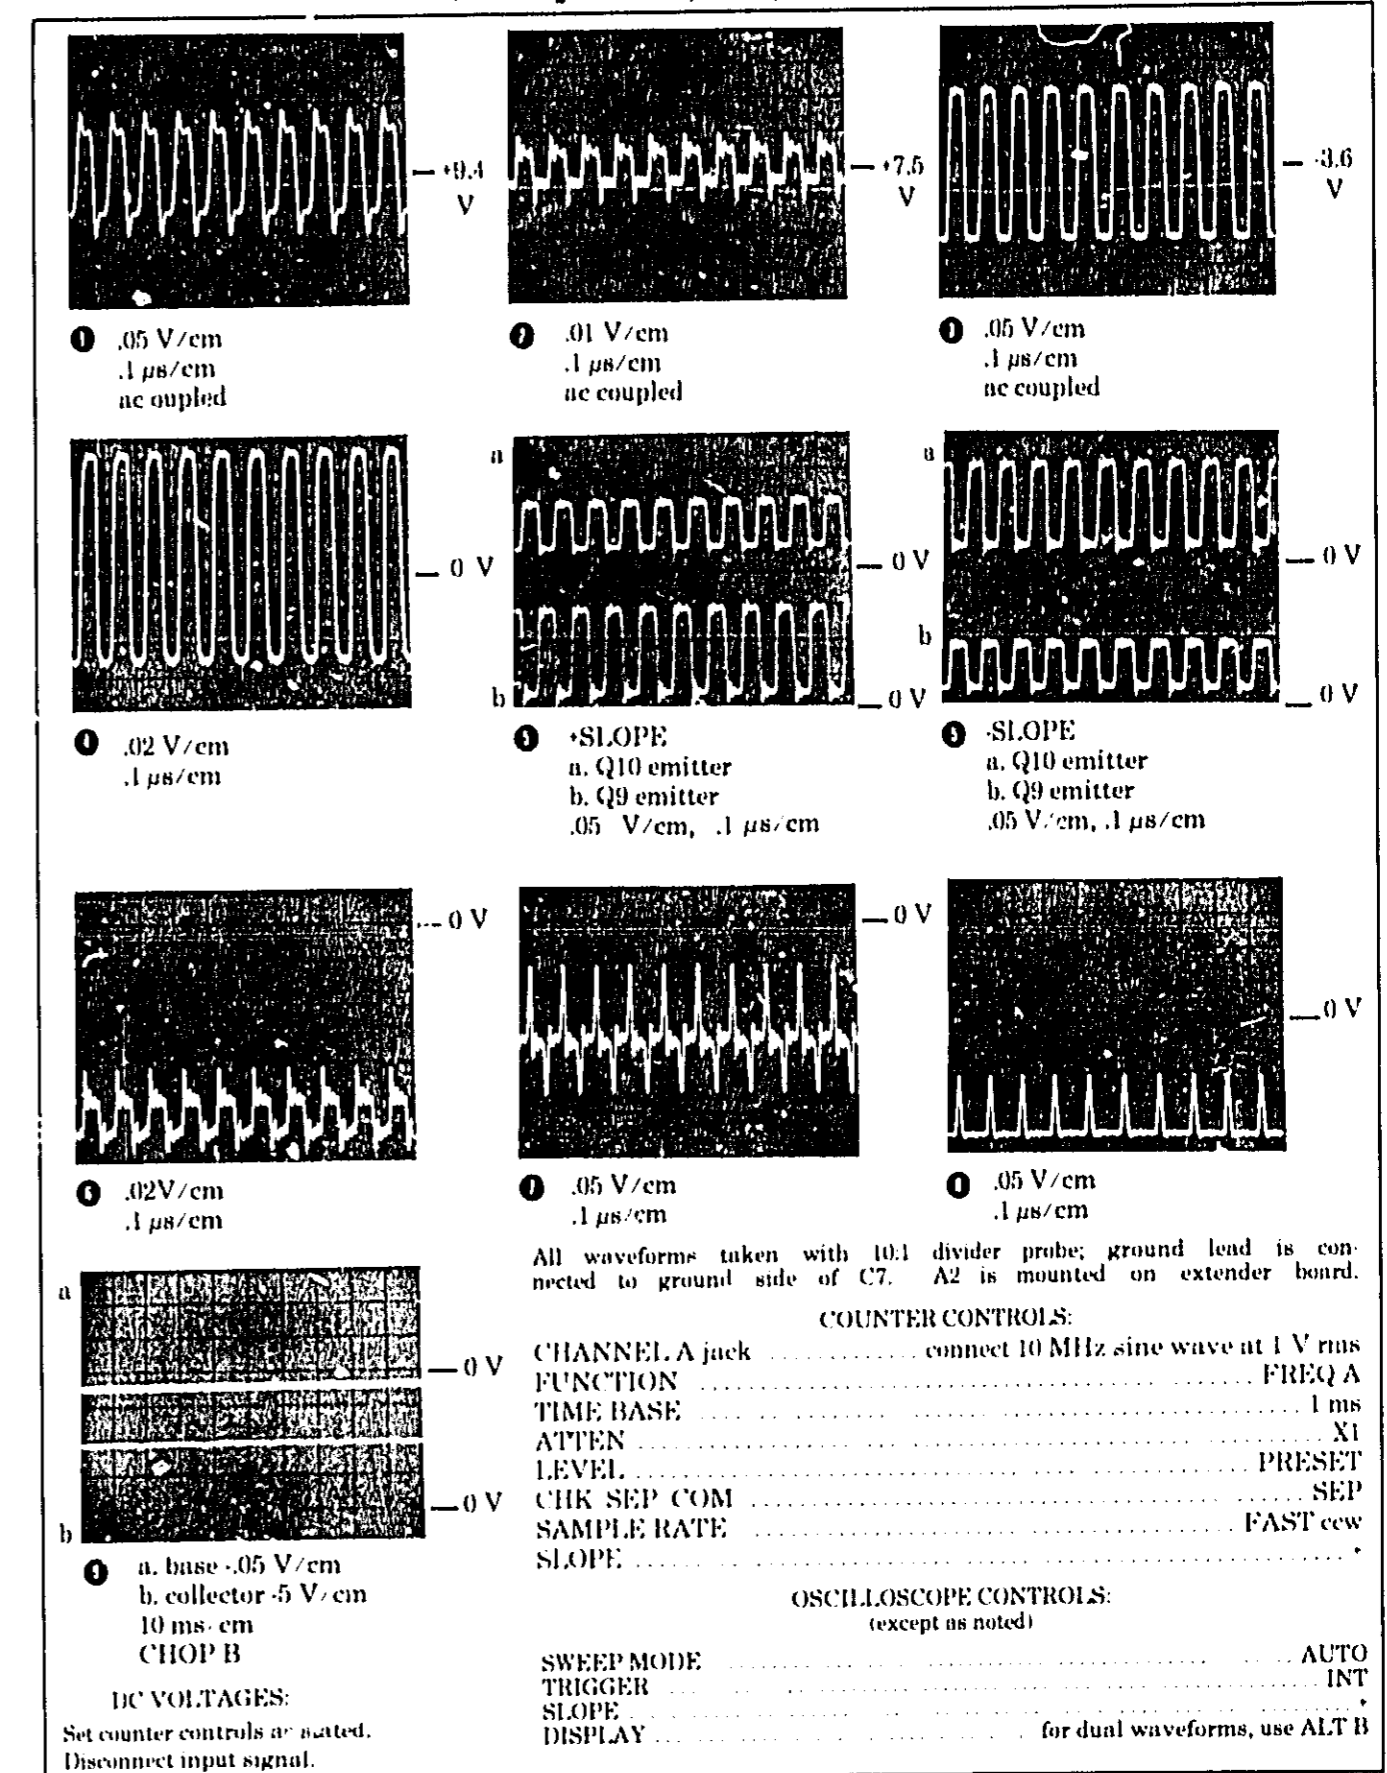 +9.4
V
+7.5
V
-3.6
V
.05 V/cm
.1 μs/cm
ac oupled
.01 V/cm
.1 μs/cm
ac coupled
.05 V/cm
.1 μs/cm
ac coupled
0 V
a
0 V
b
0 V
a
0 V
b
0 V
4 .02 V/cm
.1 μs/cm
+SLOPE
a. Q10 emitter
b. Q9 emitter
.05 V/cm, .1 μs/cm
-SLOPE
a. Q10 emitter
b. Q9 emitter
.05 V/cm, .1 μs/cm
0 V
0 V
0 V
.02V/cm
.1 μs/cm
.05 V/cm
.1 μs/cm
.05 V/cm
.1 μs/cm
All waveforms taken with 10:1 divider probe; ground lead is con-
nected to ground side of C7. A2 is mounted on extender board.
a
0 V
0 V
b
a. base -.05 V/cm
b. collector -5 V/cm
10 ms/cm
CHOP B
COUNTER CONTROLS:
CHANNEL A jack ............ connect 10 MHz sine wave at 1 V rms
FUNCTION ............ FREQ A
TIME BASE ............ 1 ms
ATTEN ............ X1
LEVEL ............ PRESET
CHK SEP COM ............ SEP
SAMPLE RATE ............ FAST ccw
SLOPE ............
OSCILLOSCOPE CONTROLS:
(except as noted)
SWEEP MODE ............ AUTO
TRIGGER ............ INT
SLOPE ............
DISPLAY ............ for dual waveforms, use ALT B
DC VOLTAGES:
Set counter controls as stated.
Disconnect input signal.